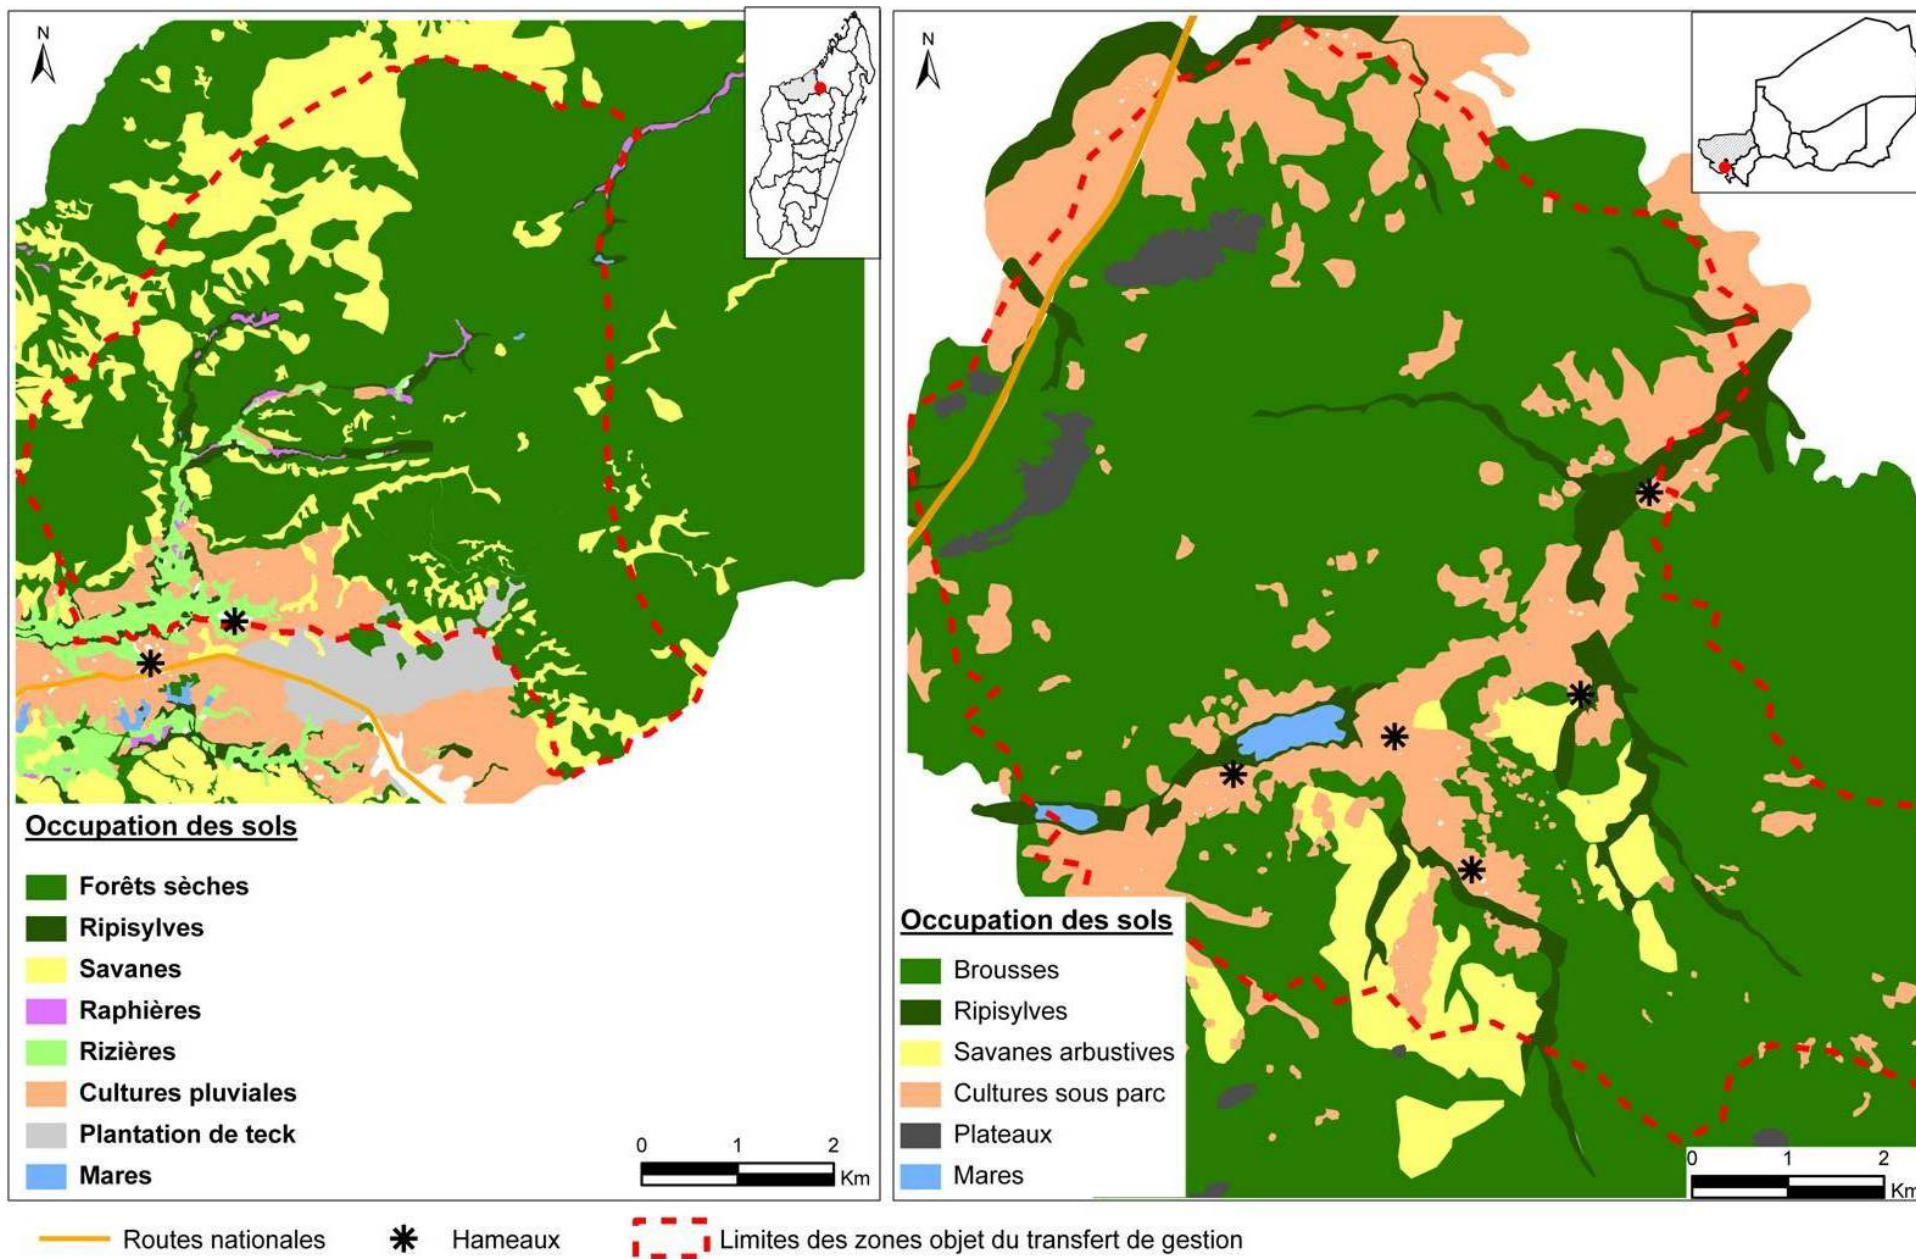 N
Occupation des sols
Forêts sèches
Ripisylves
Savanes
Raphières
Rizières
Cultures pluviales
Plantation de teck
Mares
0 1 2
Km
N
Occupation des sols
Brousses
Ripisylves
Savanes arbustives
Cultures sous parc
Plateaux
Mares
0 1 2
Km
Routes nationales Hameaux Limites des zones objet du transfert de gestion